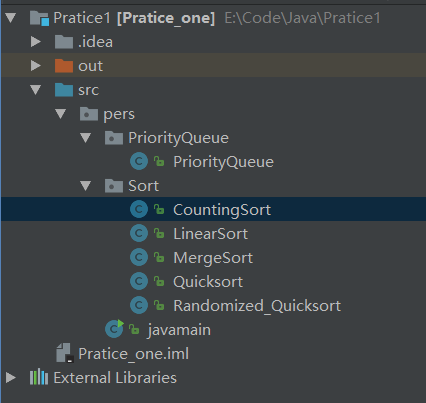 Pratice1 [Pratice_one] E:\Code\Java\Pratice1
.idea
out
src
pers
PriorityQueue
PriorityQueue
Sort
CountingSort
LinearSort
MergeSort
Quicksort
Randomized_Quicksort
javamain
Pratice_one.iml
External Libraries